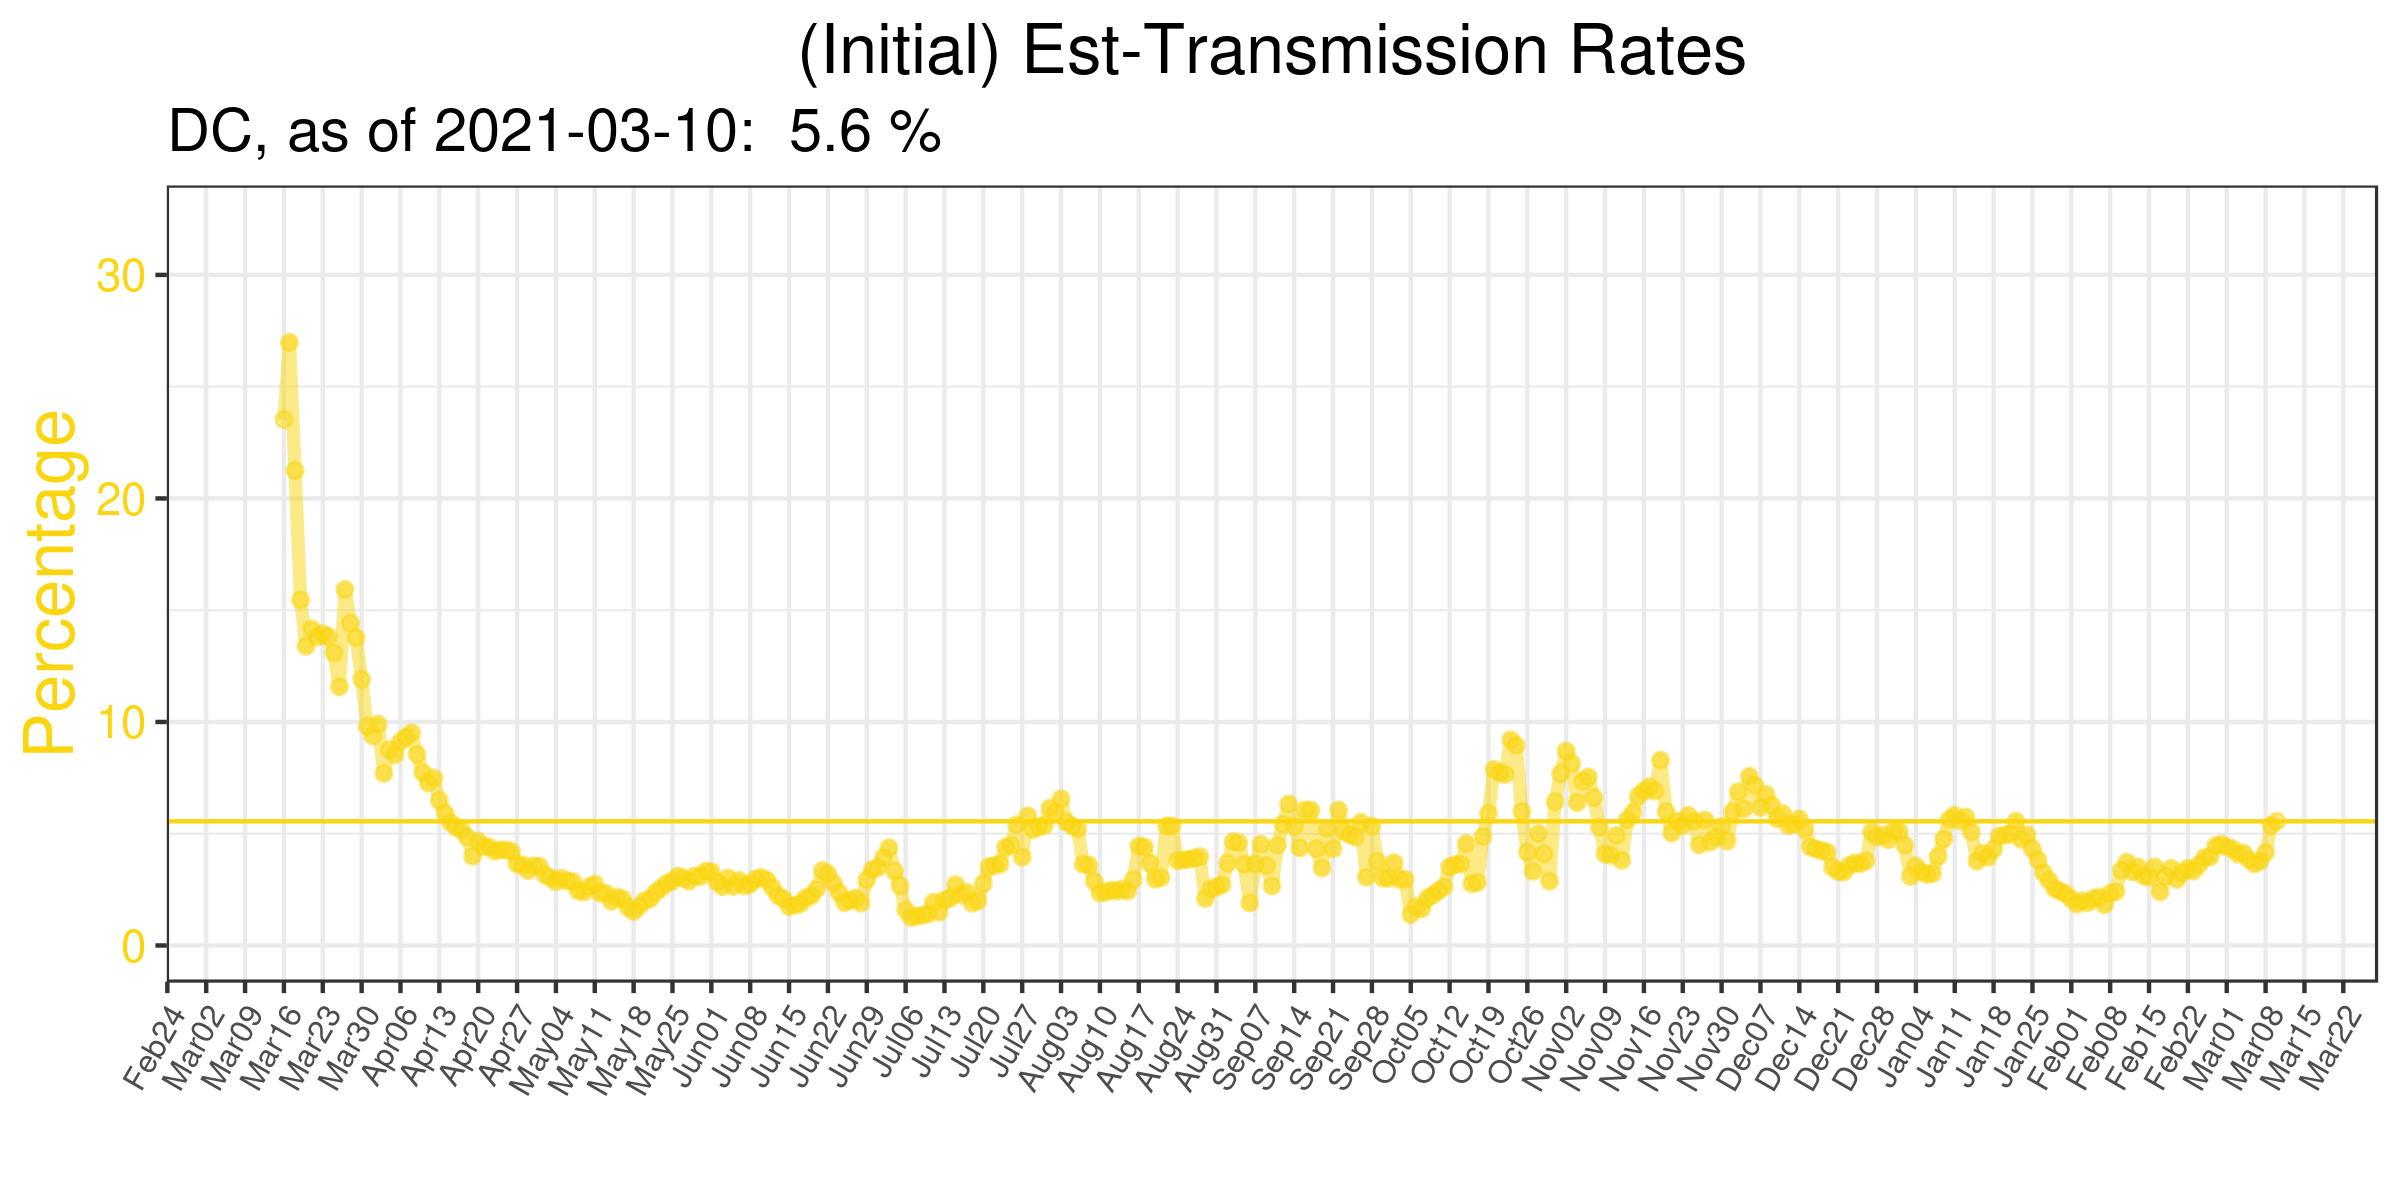 (Initial) Est-Transmission Rates
DC, as of 2021-03-10:  5.6 %
Percentage
30
20
10
0
Feb24 Mar02 Mar09 Mar16 Mar23 Mar30 Apr06 Apr13 Apr20 Apr27 May04 May11 May18 May25 Jun01 Jun08 Jun15 Jun22 Jun29 Jul06 Jul13 Jul20 Jul27 Aug03 Aug10 Aug17 Aug24 Aug31 Sep07 Sep14 Sep21 Sep28 Oct05 Oct12 Oct19 Oct26 Nov02 Nov09 Nov16 Nov23 Nov30 Dec07 Dec14 Dec21 Dec28 Jan04 Jan11 Jan18 Jan25 Feb01 Feb08 Feb15 Feb22 Mar01 Mar08 Mar15 Mar22